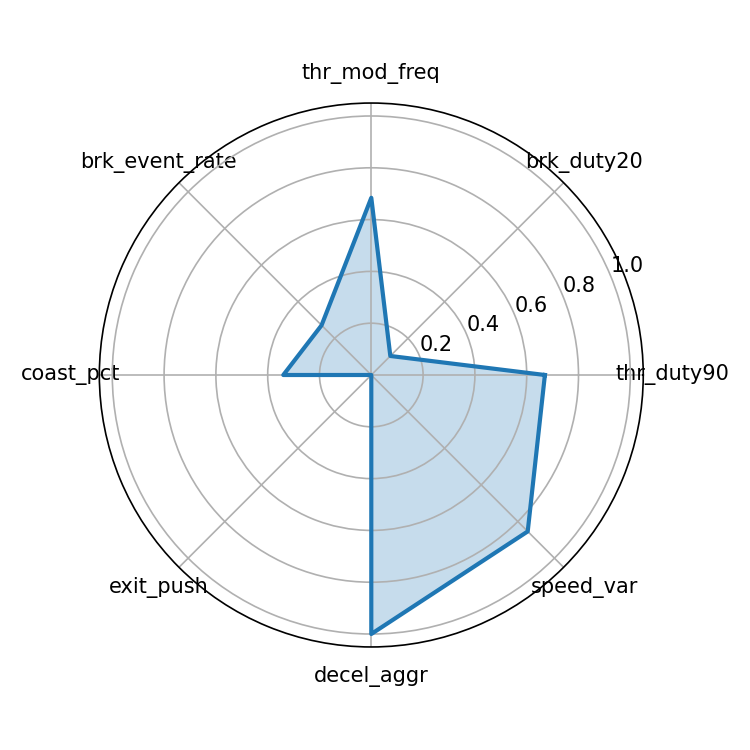 thr_mod_freq
brk_event_rate
brk_duty20
1.0
0.8
0.6
0.4
0.2
coast_pct
thr_duty90
exit_push
speed_var
decel_aggr